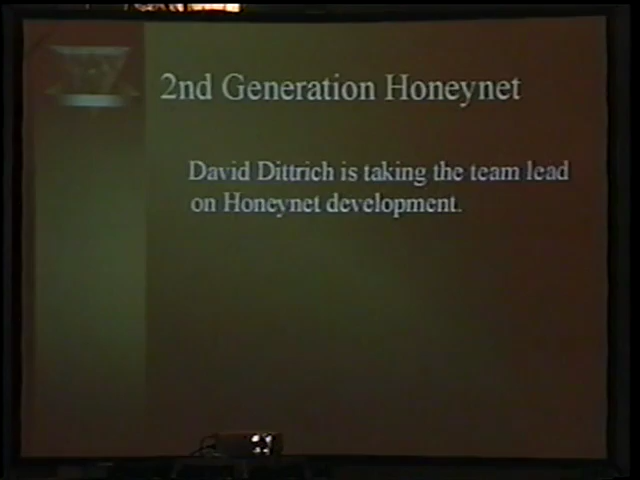 2nd Generation Honeynet
David Dittrich is taking the team lead
on Honeynet development.